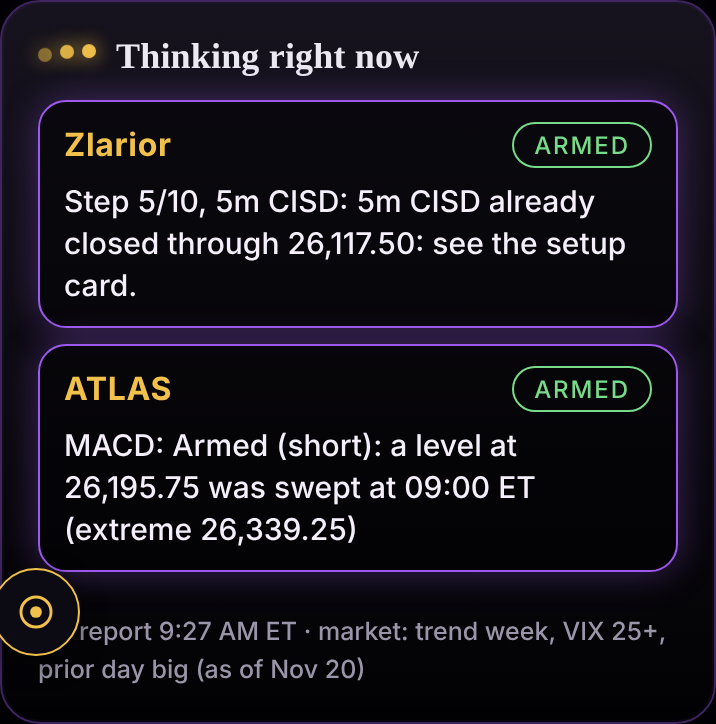 Thinking right now
Zlarior
ARMED
Step 5/10, 5m CISD: 5m CISD already
closed through 26,117.50: see the setup
card.
ATLAS
ARMED
MACD: Armed (short): a level at
26,195.75 was swept at 09:00 ET
(extreme 26,339.25)
report 9:27 AM ET · market: trend week, VIX 25+,
prior day big (as of Nov 20)